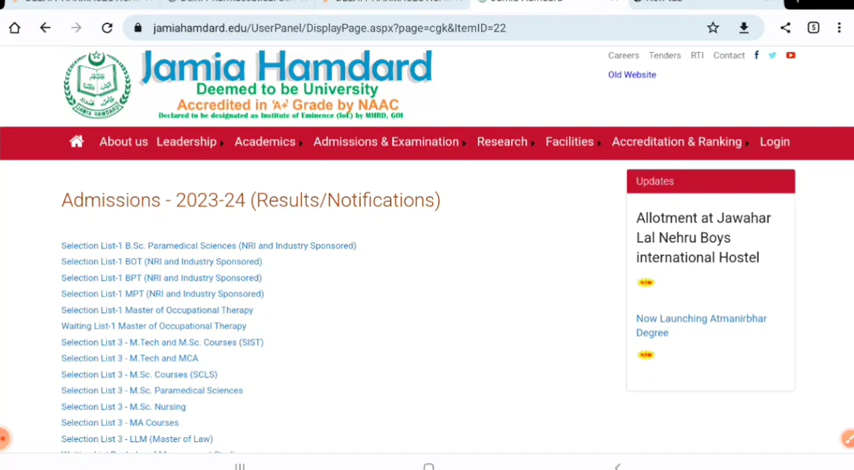 jamiahamdard.edu/UserPanel/DisplayPage.aspx?page=cgk&ItemID=22
5
JAMIA HAMDARD
Jamia Hamdard
Deemed to be University
Accredited in 'A+' Grade by NAAC
Declared to be designated as Institute of Eminence (IoE) by MHRD, GOI
Careers Tenders RTI Contact
Old Website
About us Leadership Academics Admissions & Examination Research Facilities Accreditation & Ranking Login
Admissions - 2023-24 (Results/Notifications)
Selection List-1 B.Sc. Paramedical Sciences (NRI and Industry Sponsored)
Selection List-1 BOT (NRI and Industry Sponsored)
Selection List-1 BPT (NRI and Industry Sponsored)
Selection List-1 MPT (NRI and Industry Sponsored)
Selection List-1 Master of Occupational Therapy
Waiting List-1 Master of Occupational Therapy
Selection List 3 - M.Tech and M.Sc. Courses (SIST)
Selection List 3 - M.Tech and MCA
Selection List 3 - M.Sc. Courses (SCLS)
Selection List 3 - M.Sc. Paramedical Sciences
Selection List 3 - M.Sc. Nursing
Selection List 3 - MA Courses
Selection List 3 - LLM (Master of Law)
Updates
Allotment at Jawahar
Lal Nehru Boys
international Hostel
NEW
Now Launching Atmanirbhar
Degree
NEW